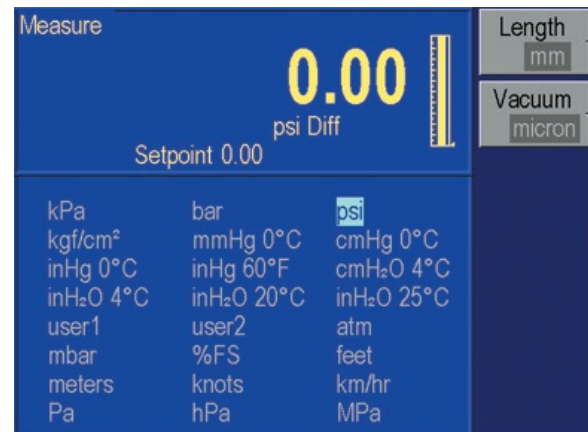 Measure
0.00
psi Diff
Setpoint 0.00
Length
mm
Vacuum
micron
kPa bar psi
kgf/cm² mmHg 0°C cmHg 0°C
inHg 0°C inHg 60°F cmH₂O 4°C
inH₂O 4°C inH₂O 20°C inH₂O 25°C
user1 user2 atm
mbar %FS feet
meters knots km/hr
Pa hPa MPa